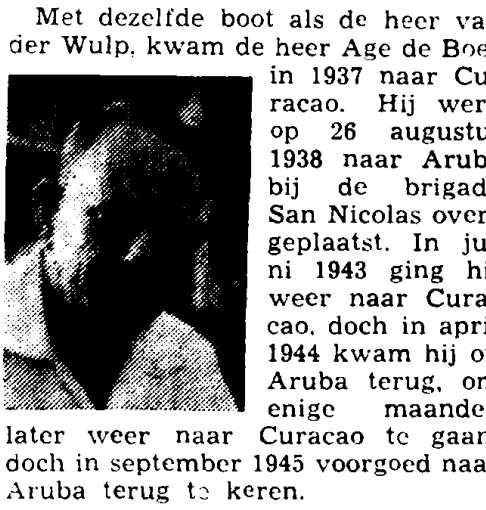 Met dezelfde boot als de heer va
der Wulp, kwam de heer Age de Boe
in 1937 naar Cu
racao. Hij wer
op 26 augustu
1938 naar Arub
bij de brigad
San Nicolas over
geplaatst. In ju
ni 1943 ging hi
weer naar Cura
cao, doch in apri
1944 kwam hij o
Aruba terug, on
enige maande
later weer naar Curacao te gaan
doch in september 1945 voorgoed naa
Aruba terug te keren.